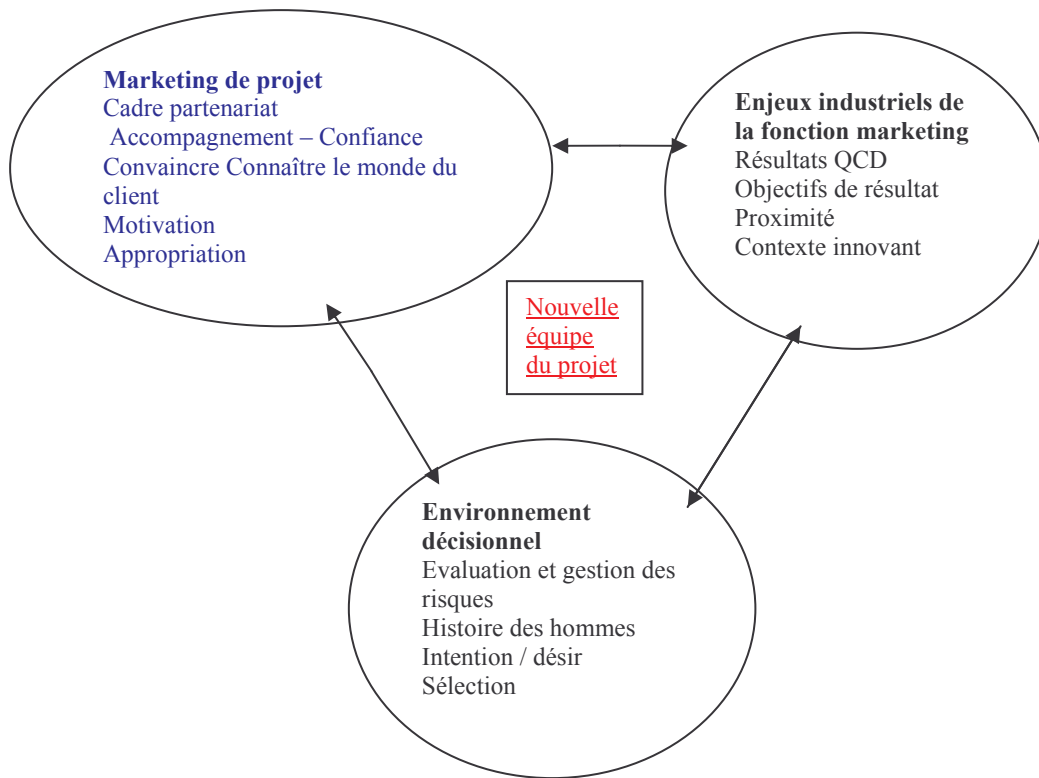 Marketing de projet
Cadre partenariat
Accompagnement – Confiance
Convaincre Connaître le monde du
client
Motivation
Appropriation
Enjeux industriels de
la fonction marketing
Résultats QCD
Objectifs de résultat
Proximité
Contexte innovant
Nouvelle
équipe
du projet
Environnement
décisionnel
Evaluation et gestion des
risques
Histoire des hommes
Intention / désir
Sélection